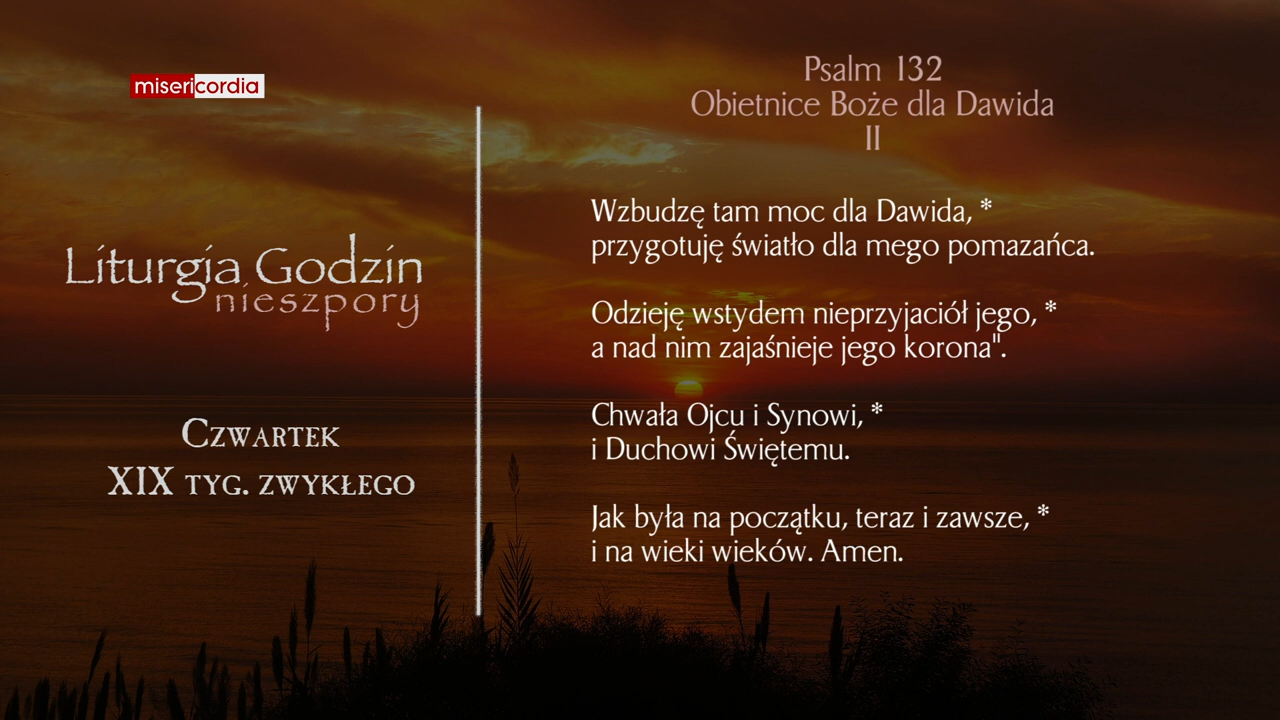 misericordia
Liturgia Godzin
nieszpory
Czwartek
XIX tyg. zwykłego
Psalm 132
Obietnice Boże dla Dawida
II
Wzbudzę tam moc dla Dawida, *
przygotuję światło dla mego pomazańca.
Odzieję wstydem nieprzyjaciół jego, *
a nad nim zajaśnieje jego korona".
Chwała Ojcu i Synowi, *
i Duchowi Świętemu.
Jak była na początku, teraz i zawsze, *
i na wieki wieków. Amen.